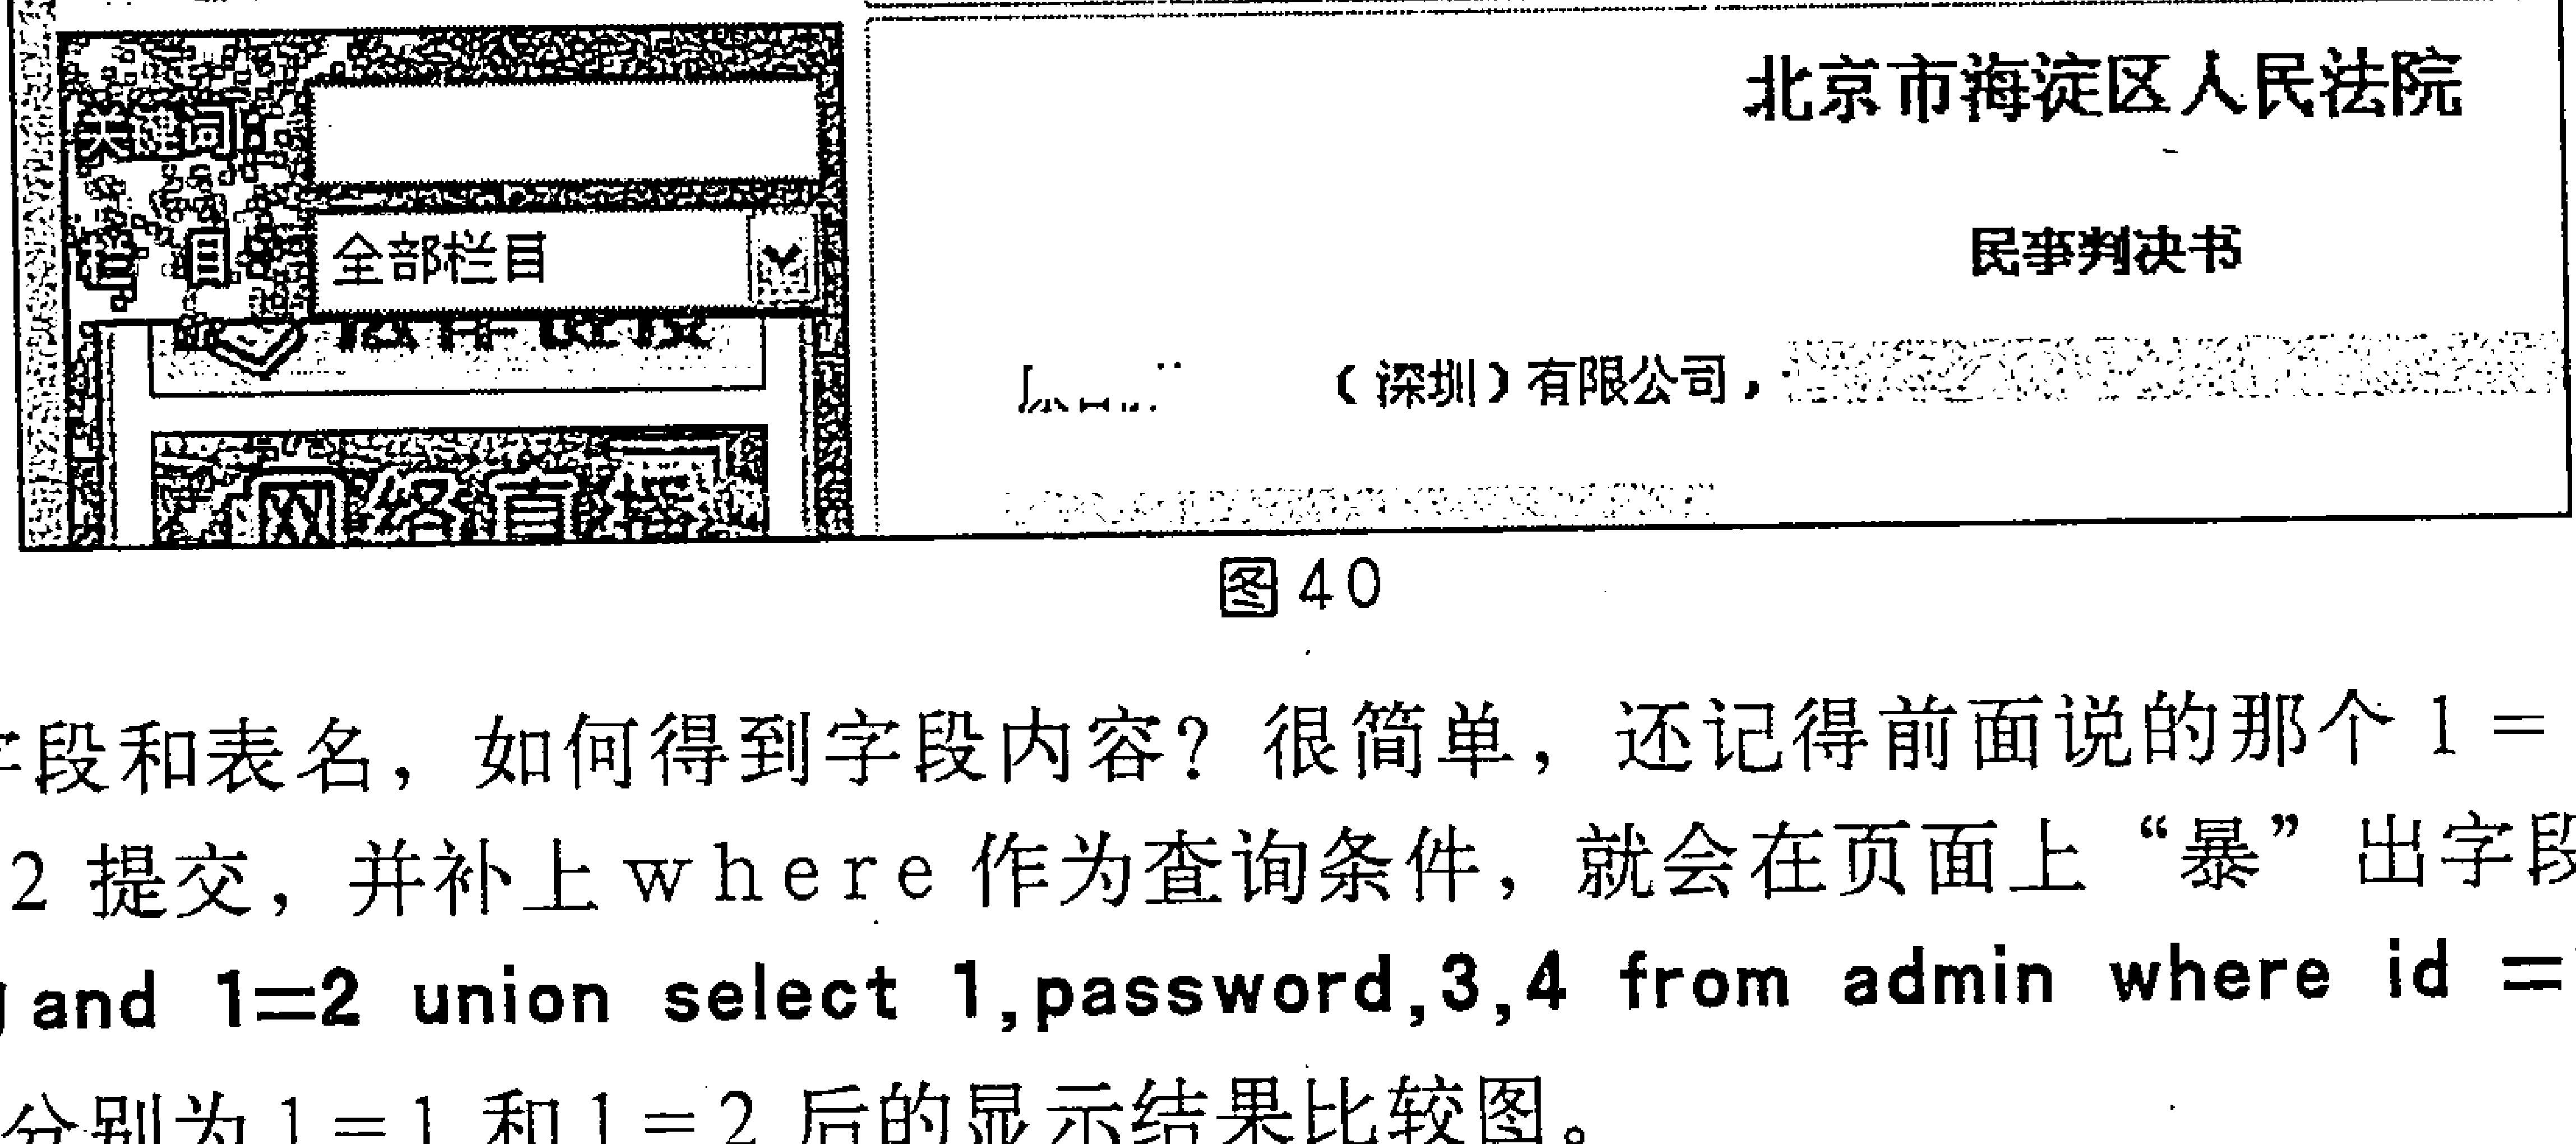 关键词
北京市海淀区人民法院
栏 目
全部栏目
民事判决书
（深圳）有限公司，
网络直播
图40
段和表名，如何得到字段内容？很简单，还记得前面说的那个1=
2提交，并补上where作为查询条件，就会在页面上“暴”出字段
and 1=2 union select 1,password,3,4 from admin where id =
分别为1=1和1=2后的显示结果比较图。